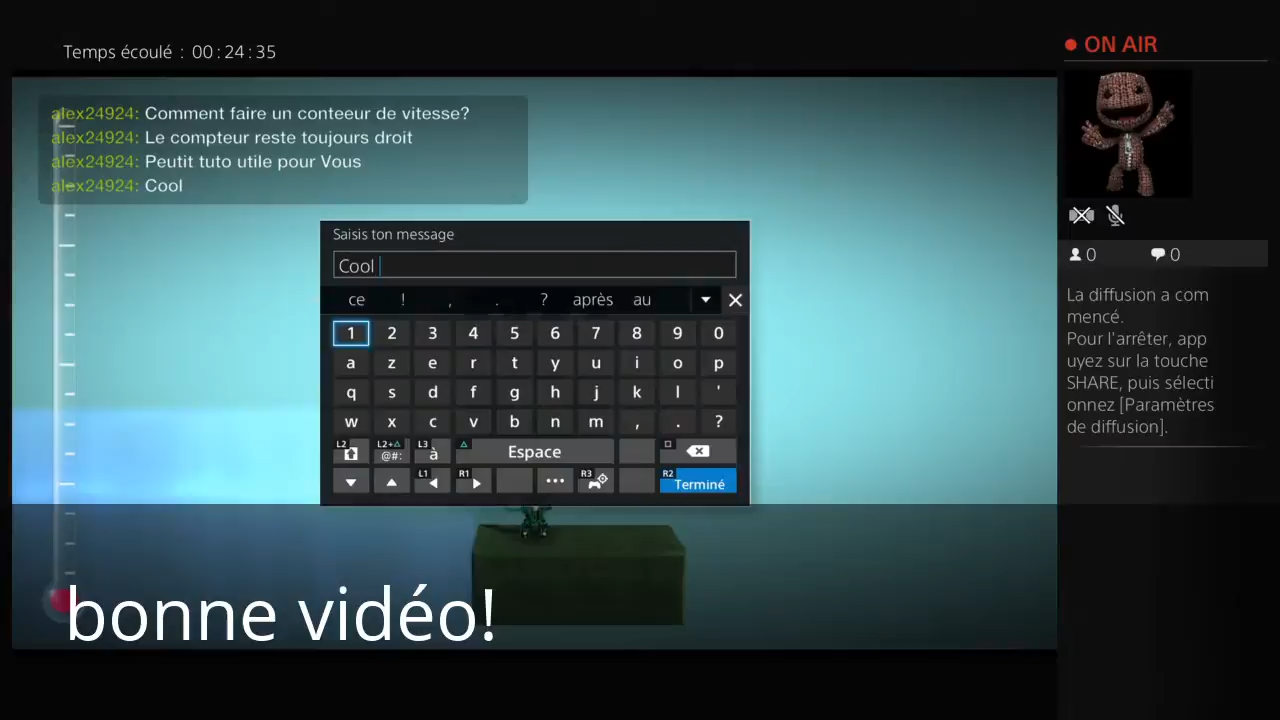 Temps écoulé : 00:24:35
ON AIR
alex24924: Comment faire un conteeur de vitesse?
alex24924: Le compteur reste toujours droit
alex24924: Peutit tuto utile pour Vous
alex24924: Cool
Saisis ton message
Cool
ce ! , . ? après au
1 2 3 4 5 6 7 8 9 0
a z e r t y u i o p
q s d f g h j k l '
w x c v b n m , . ?
L2 L2+△ @#: L3 à △ Espace □
L1 R1 ... R3 R2 Terminé
0 0
La diffusion a com
mencé.
Pour l'arrêter, app
uyez sur la touche
SHARE, puis sélecti
onnez [Paramètres
de diffusion].
bonne vidéo!